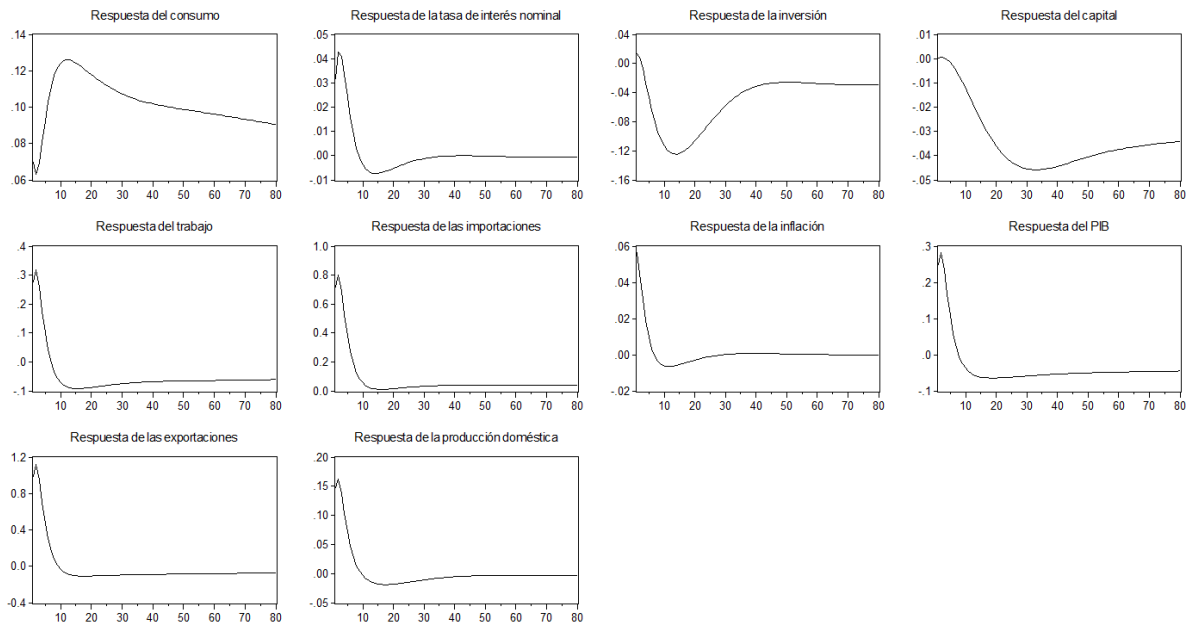 Respuesta del consumo
.14
.12
.10
.08
.06
10 20 30 40 50 60 70 80
Respuesta de la tasa de interés nominal
.05
.04
.03
.02
.01
.00
-.01
10 20 30 40 50 60 70 80
Respuesta de la inversión
.04
.00
-.04
-.08
-.12
-.16
10 20 30 40 50 60 70 80
Respuesta del capital
.01
.00
-.01
-.02
-.03
-.04
-.05
10 20 30 40 50 60 70 80
Respuesta del trabajo
.4
.3
.2
.1
.0
-.1
10 20 30 40 50 60 70 80
Respuesta de las importaciones
1.0
0.8
0.6
0.4
0.2
0.0
10 20 30 40 50 60 70 80
Respuesta de la inflación
.06
.04
.02
.00
-.02
10 20 30 40 50 60 70 80
Respuesta del PIB
.3
.2
.1
.0
-.1
10 20 30 40 50 60 70 80
Respuesta de las exportaciones
1.2
0.8
0.4
0.0
-0.4
10 20 30 40 50 60 70 80
Respuesta de la producción doméstica
.20
.15
.10
.05
.00
-.05
10 20 30 40 50 60 70 80